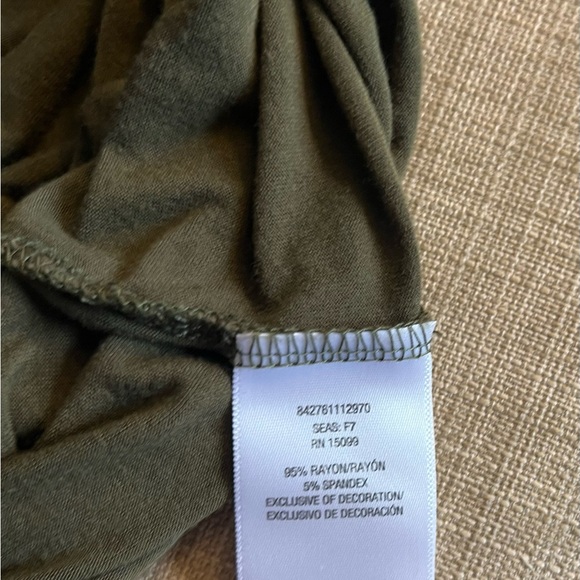 842761112970
SEAS: F7
RN 15099
95% RAYON/RAYÓN
5% SPANDEX
EXCLUSIVE OF DECORATION/
EXCLUSIVO DE DECORACIÓN